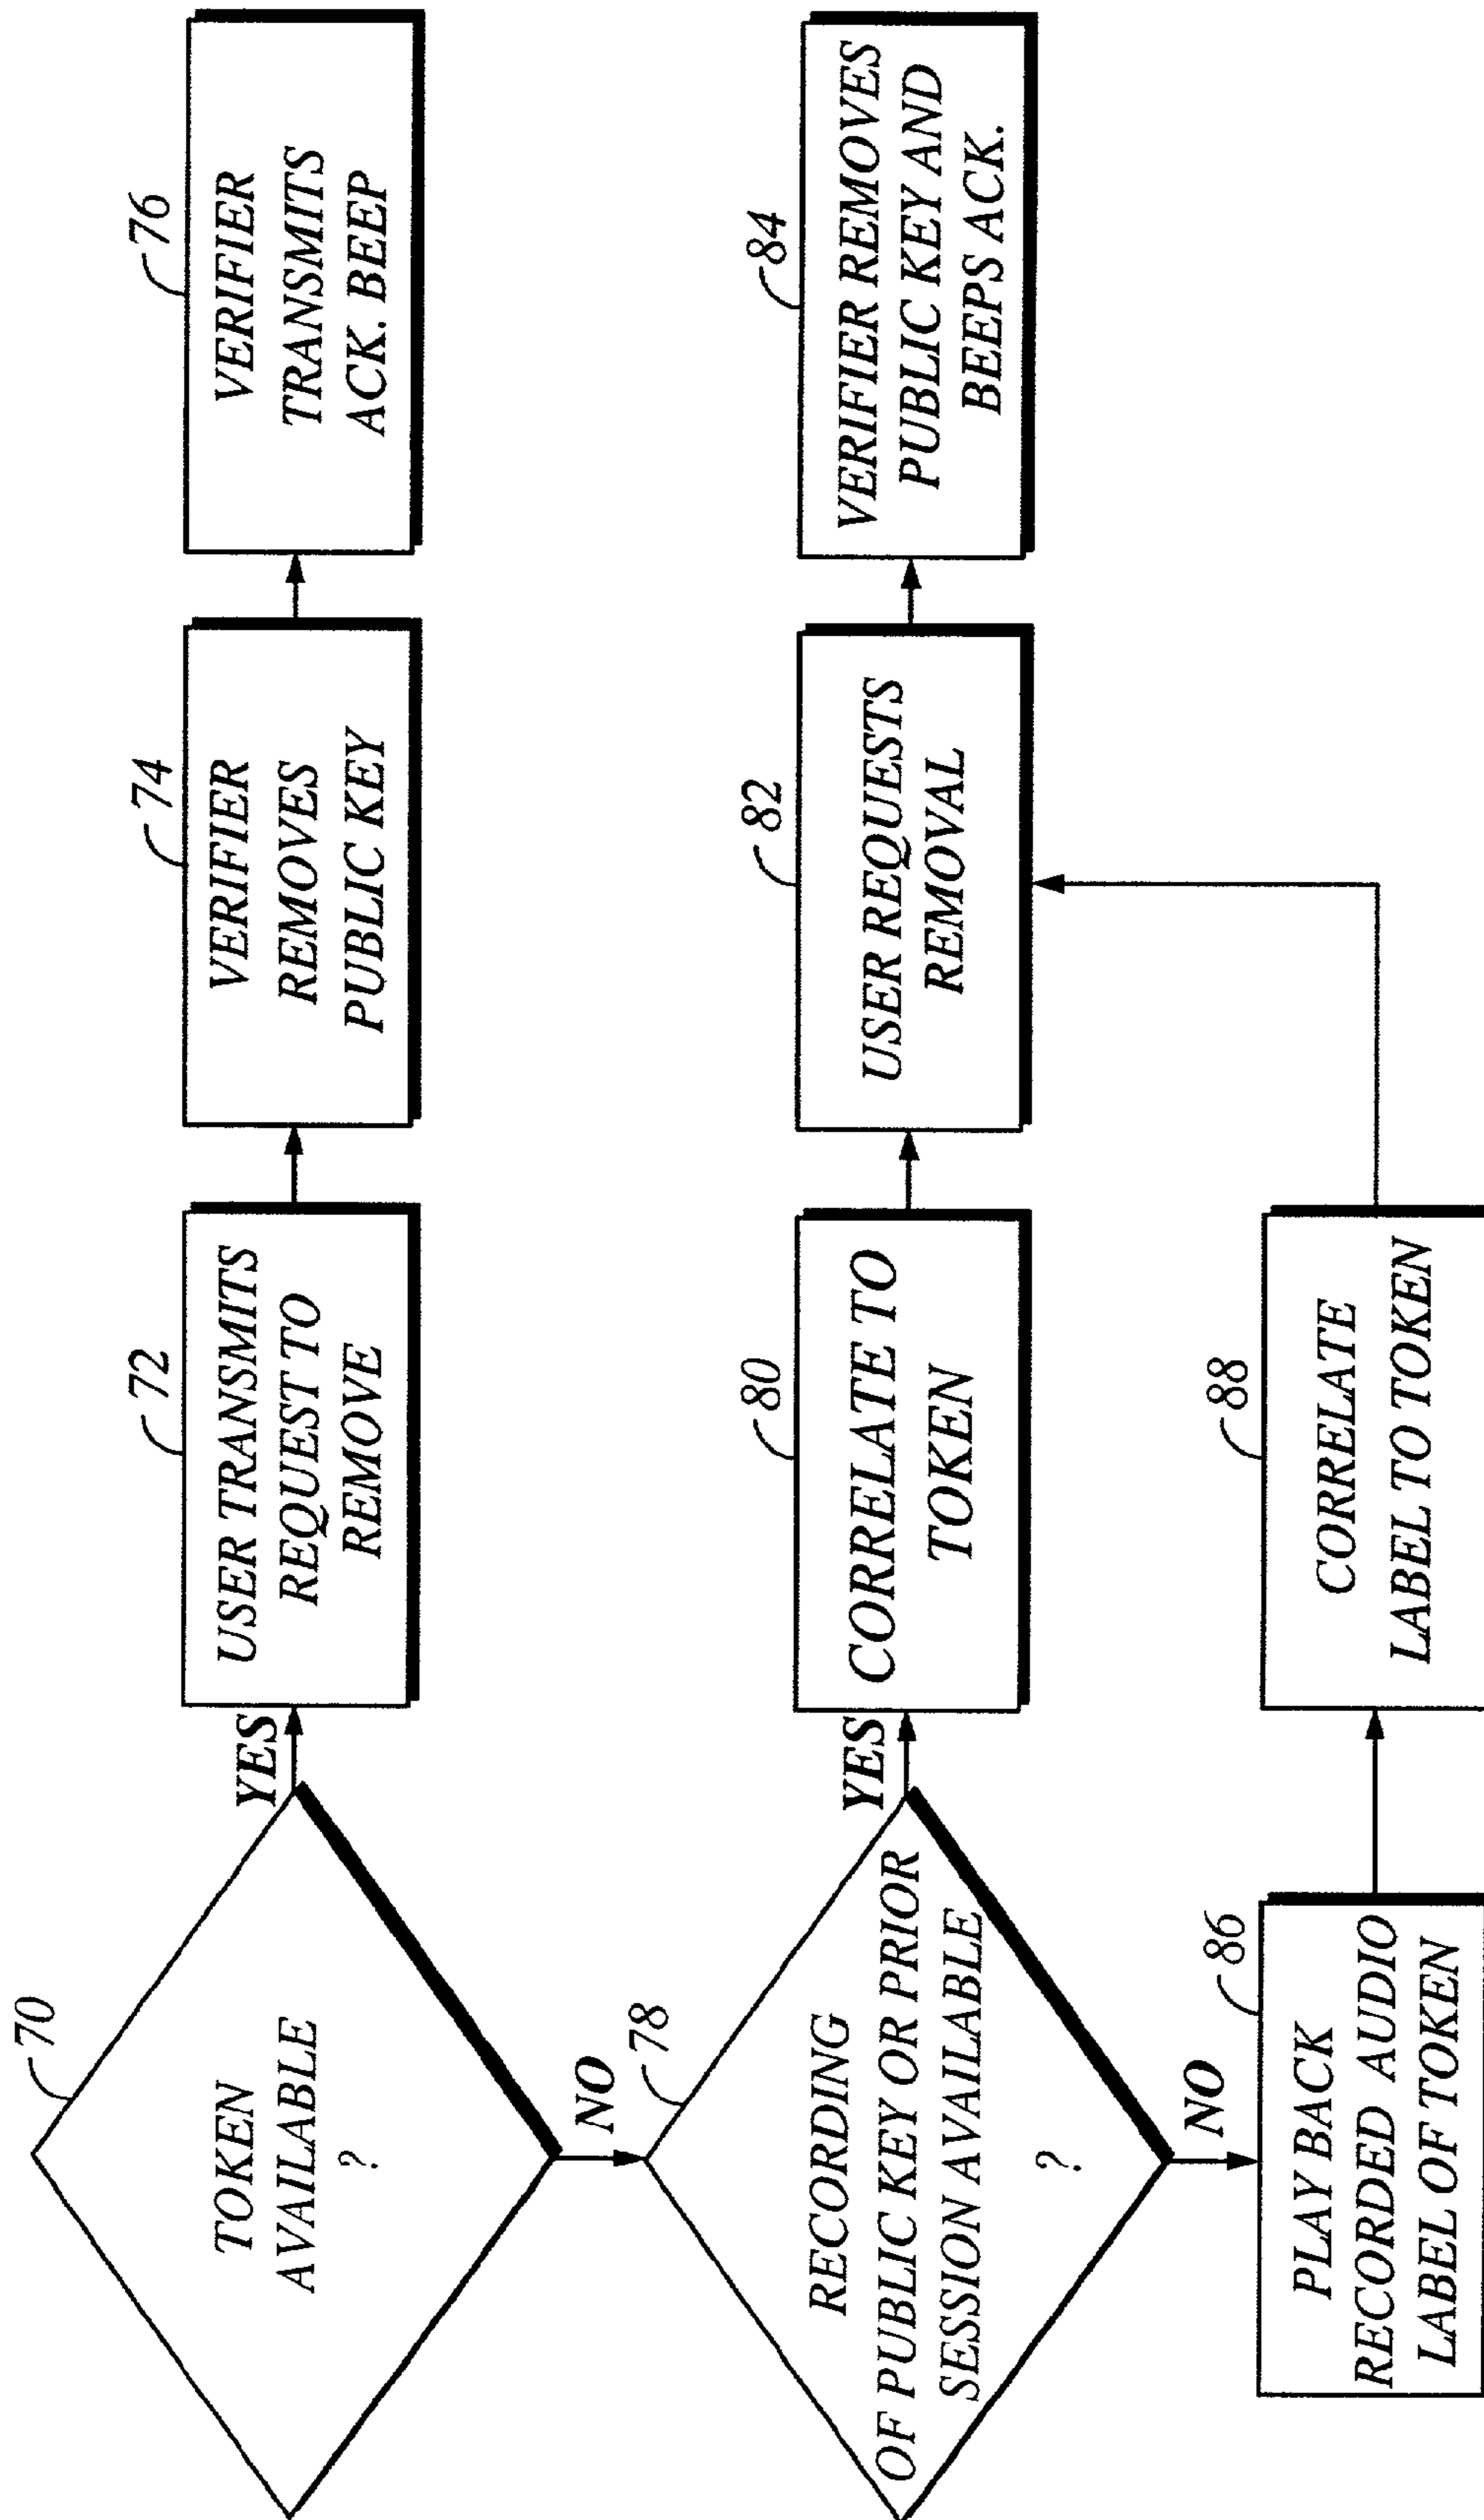 70
TOKEN
AVAILABLE
?
YES
72
USER TRANSMITS
REQUEST TO
REMOVE
74
VERIFIER
REMOVES
PUBLIC KEY
76
VERIFIER
TRANSMITS
ACK. BEEP
NO
78
RECORDING
OF PUBLIC KEY OR PRIOR
SESSION AVAILABLE
?
YES
80
CORRELATE TO
TOKEN
82
USER REQUESTS
REMOVAL
84
VERIFIER REMOVES
PUBLIC KEY AND
BEEPS ACK.
NO
86
PLAY BACK
RECORDED AUDIO
LABEL OF TOKEN
88
CORRELATE
LABEL TO TOKEN